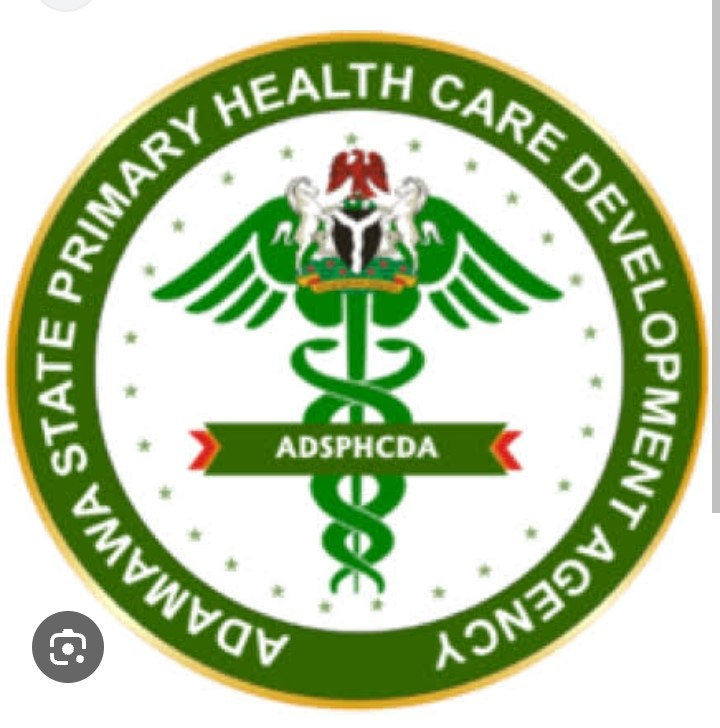 ADAMAWA STATE PRIMARY HEALTH CARE DEVELOPMENT AGENCY
ADSPHCDA